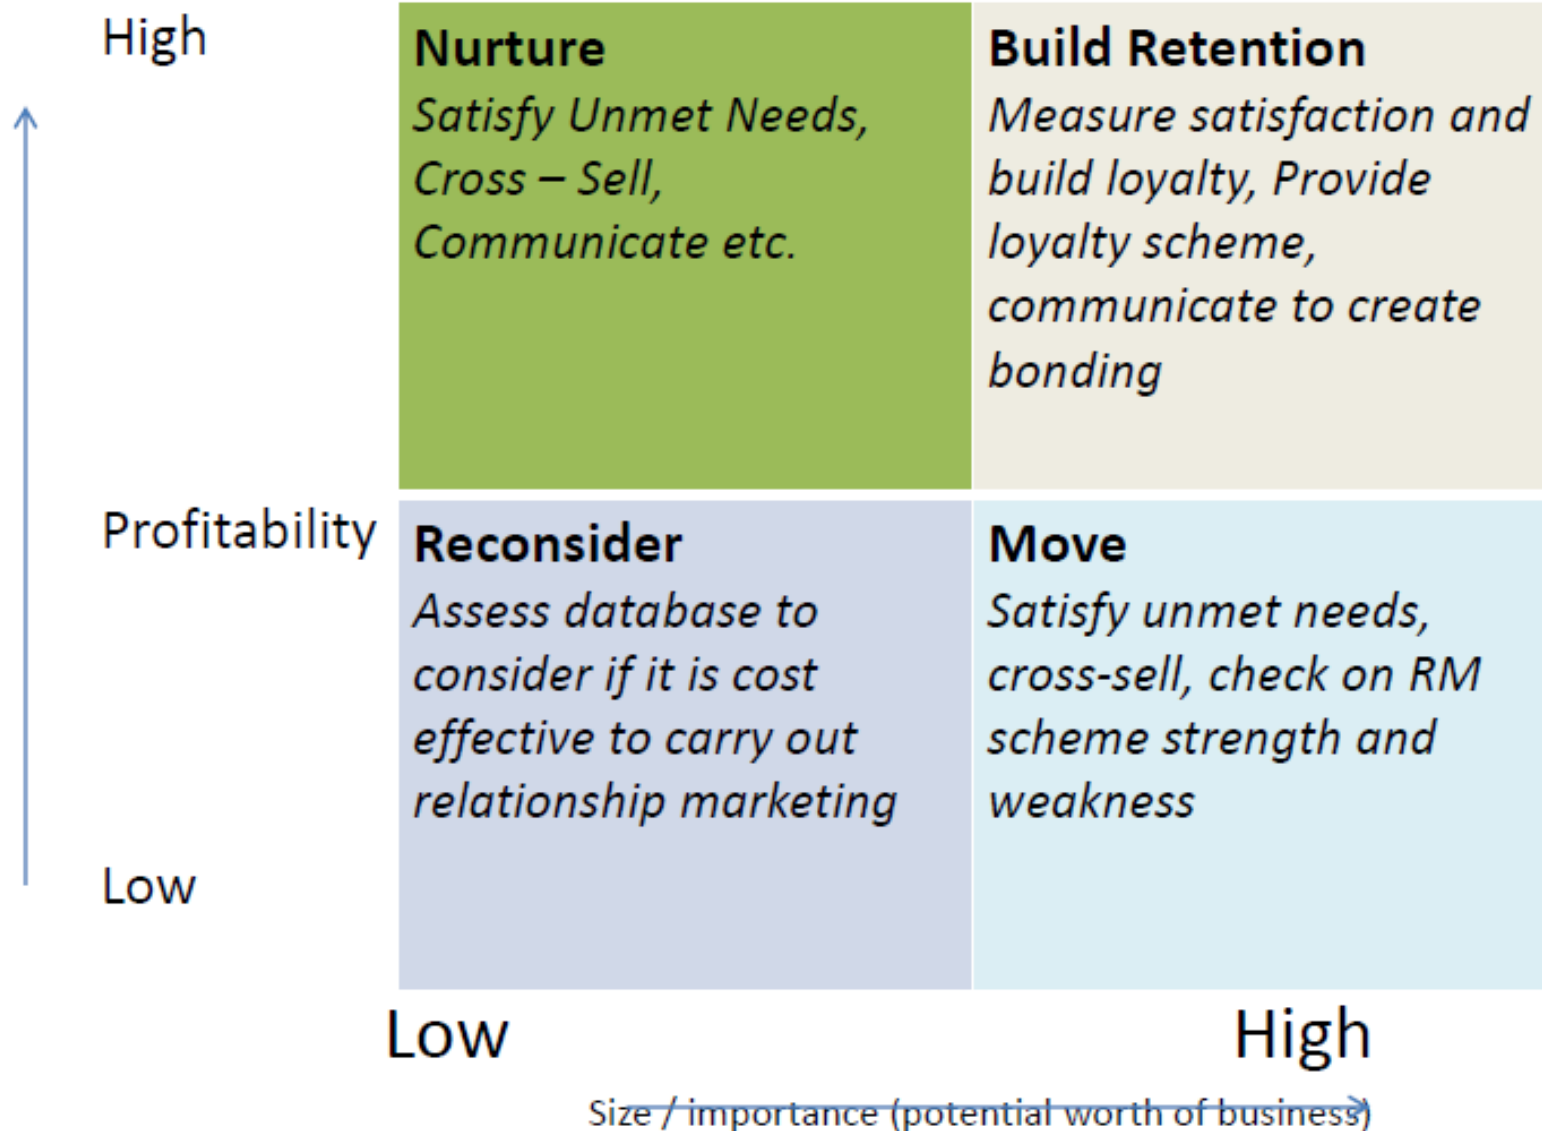 High
Nurture
Satisfy Unmet Needs,
Cross – Sell,
Communicate etc.
Build Retention
Measure satisfaction and
build loyalty, Provide
loyalty scheme,
communicate to create
bonding
Profitability
Reconsider
Assess database to
consider if it is cost
effective to carry out
relationship marketing
Move
Satisfy unmet needs,
cross-sell, check on RM
scheme strength and
weakness
Low
Low
High
Size / importance (potential worth of business)